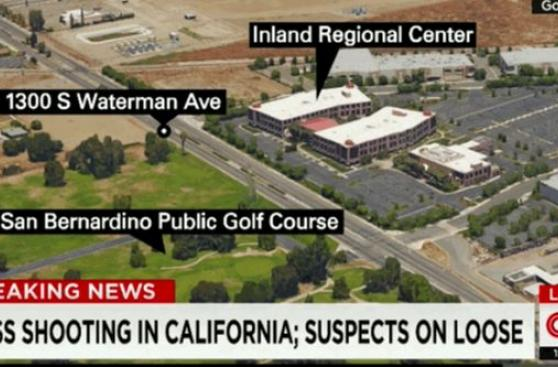 Go
Inland Regional Center
1300 S Waterman Ave
San Bernardino Public Golf Course
EAKING NEWS
SS SHOOTING IN CALIFORNIA; SUSPECTS ON LOOSE